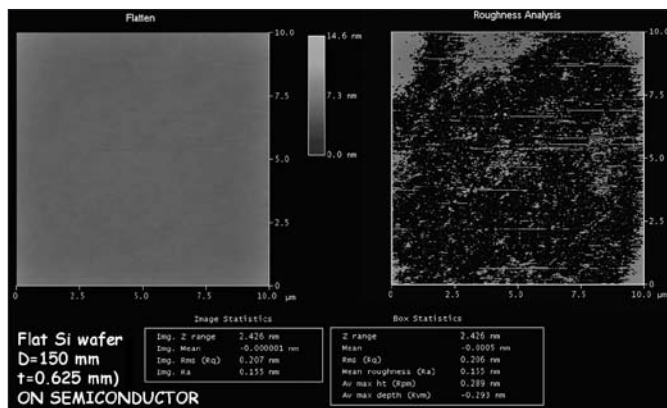 Flatten
Roughness Analysis
14.6 nm
7.3 nm
0.0 nm
10.0
7.5
5.0
2.5
0
0
2.5
5.0
7.5
10.0
µm
10.0
7.5
5.0
2.5
0
0.0
2.5
5.0
7.5
10.0
µm
Image Statistics
Img. Z range 2.426 nm
Img. Mean -0.000001 nm
Img. Rms (Rq) 0.207 nm
Img. Ra 0.155 nm
Box Statistics
Z range 2.426 nm
Mean -0.0005 nm
Rms (Rq) 0.206 nm
Mean roughness (Ra) 0.155 nm
Av max ht (Rpm) 0.289 nm
Av max depth (Rvm) -0.293 nm
Flat Si wafer
D=150 mm
t=0.625 mm)
ON SEMICONDUCTOR